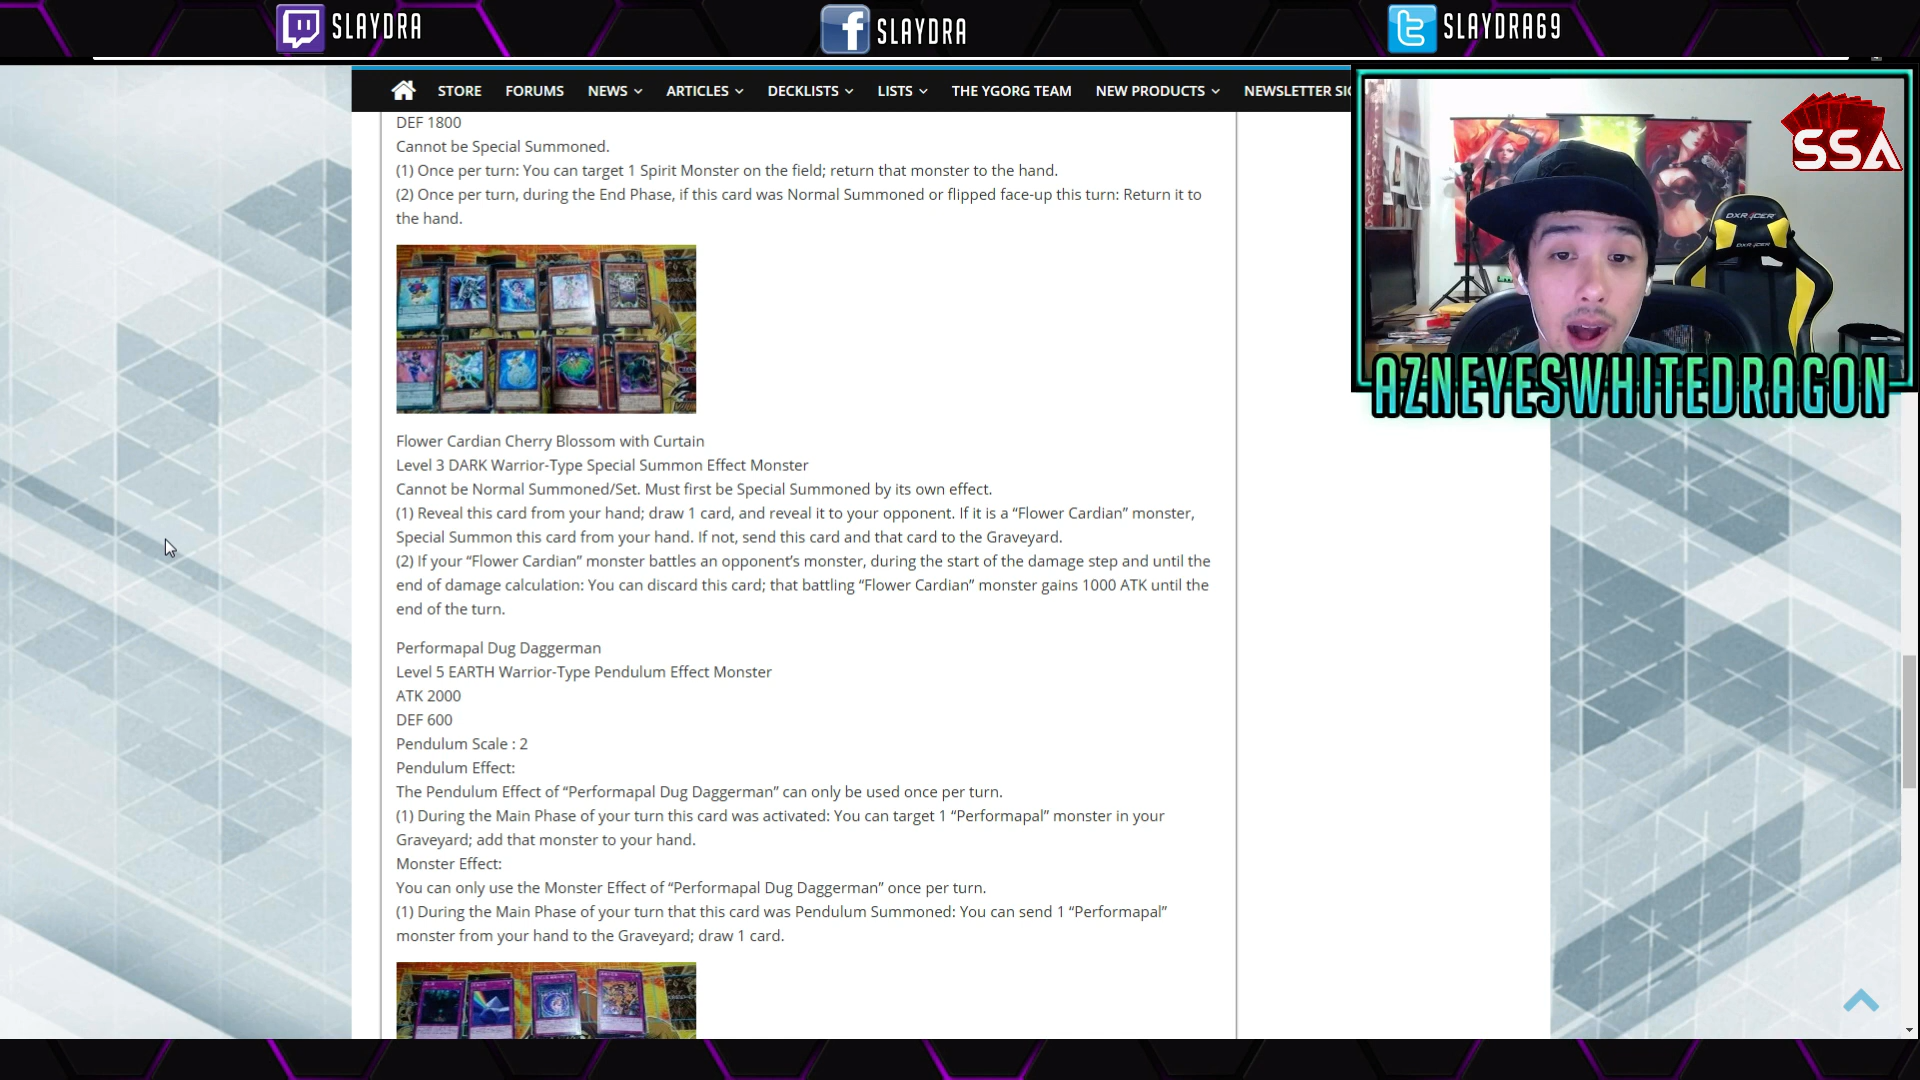 SLAYDRA
SLAYDRA
SLAYDRA69
STORE FORUMS NEWS ARTICLES DECKLISTS LISTS THE YGORG TEAM NEW PRODUCTS NEWSLETTER
DEF 1800
Cannot be Special Summoned.
(1) Once per turn: You can target 1 Spirit Monster on the field; return that monster to the hand.
(2) Once per turn, during the End Phase, if this card was Normal Summoned or flipped face-up this turn: Return it to
the hand.
SSA
DXRACER
DXRACER
AZNEYESWHITEDRAGON
Flower Cardian Cherry Blossom with Curtain
Level 3 DARK Warrior-Type Special Summon Effect Monster
Cannot be Normal Summoned/Set. Must first be Special Summoned by its own effect.
(1) Reveal this card from your hand; draw 1 card, and reveal it to your opponent. If it is a “Flower Cardian” monster,
Special Summon this card from your hand. If not, send this card and that card to the Graveyard.
(2) If your “Flower Cardian” monster battles an opponent’s monster, during the start of the damage step and until the
end of damage calculation: You can discard this card; that battling “Flower Cardian” monster gains 1000 ATK until the
end of the turn.
Performapal Dug Daggerman
Level 5 EARTH Warrior-Type Pendulum Effect Monster
ATK 2000
DEF 600
Pendulum Scale : 2
Pendulum Effect:
The Pendulum Effect of “Performapal Dug Daggerman” can only be used once per turn.
(1) During the Main Phase of your turn this card was activated: You can target 1 “Performapal” monster in your
Graveyard; add that monster to your hand.
Monster Effect:
You can only use the Monster Effect of “Performapal Dug Daggerman” once per turn.
(1) During the Main Phase of your turn that this card was Pendulum Summoned: You can send 1 “Performapal”
monster from your hand to the Graveyard; draw 1 card.